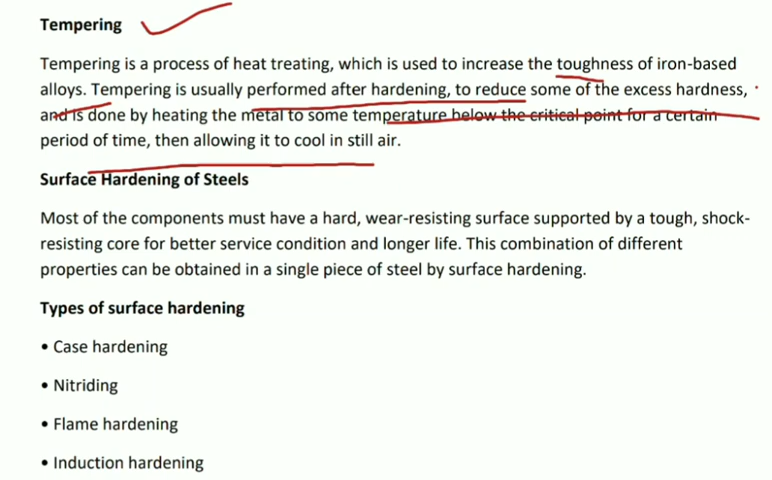 Tempering
Tempering is a process of heat treating, which is used to increase the toughness of iron-based
alloys. Tempering is usually performed after hardening, to reduce some of the excess hardness,
and is done by heating the metal to some temperature below the critical point for a certain
period of time, then allowing it to cool in still air.
Surface Hardening of Steels
Most of the components must have a hard, wear-resisting surface supported by a tough, shock-
resisting core for better service condition and longer life. This combination of different
properties can be obtained in a single piece of steel by surface hardening.
Types of surface hardening
• Case hardening
• Nitriding
• Flame hardening
• Induction hardening